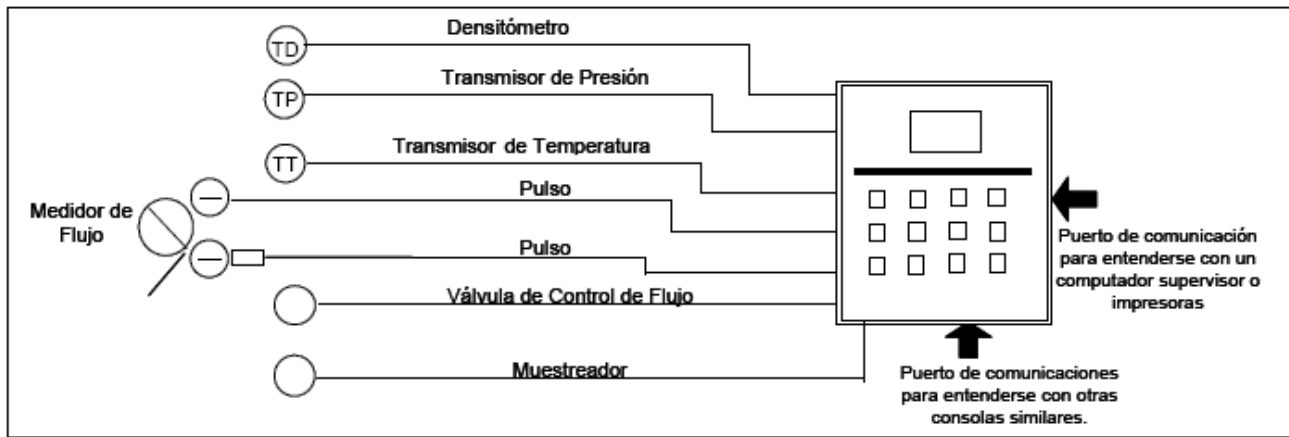 TD
Densitómetro
TP
Transmisor de Presión
TT
Transmisor de Temperatura
Medidor de
Flujo
Pulso
Pulso
Válvula de Control de Flujo
Muestreador
Puerto de comunicación
para entenderse con un
computador supervisor o
impresoras
Puerto de comunicaciones
para entenderse con otras
consolas similares.